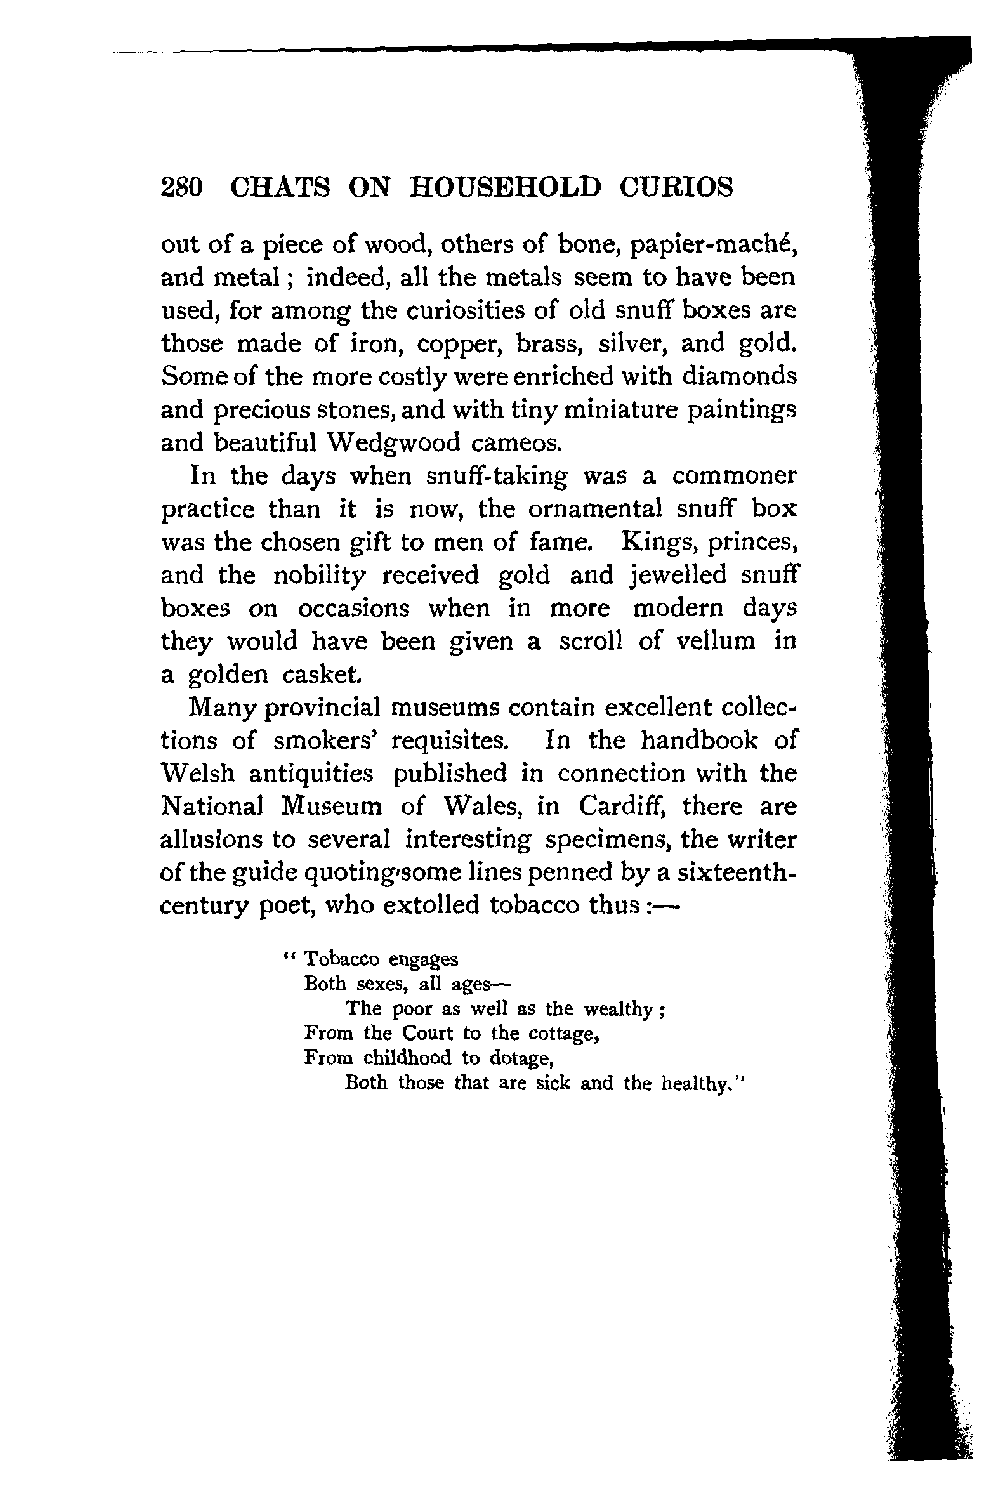 280 CHATS ON HOUSEHOLD CURIOS
out of a piece of wood, others of bone, papier-maché,
and metal ; indeed, all the metals seem to have been
used, for among the curiosities of old snuff boxes are
those made of iron, copper, brass, silver, and gold.
Some of the more costly were enriched with diamonds
and precious stones, and with tiny miniature paintings
and beautiful Wedgwood cameos.
In the days when snuff-taking was a commoner
practice than it is now, the ornamental snuff box
was the chosen gift to men of fame. Kings, princes,
and the nobility received gold and jewelled snuff
boxes on occasions when in more modern days
they would have been given a scroll of vellum in
a golden casket.
Many provincial museums contain excellent collec-
tions of smokers' requisites. In the handbook of
Welsh antiquities published in connection with the
National Museum of Wales, in Cardiff, there are
allusions to several interesting specimens, the writer
of the guide quoting some lines penned by a sixteenth-
century poet, who extolled tobacco thus :—
" Tobacco engages
Both sexes, all ages—
The poor as well as the wealthy ;
From the Court to the cottage,
From childhood to dotage,
Both those that are sick and the healthy."